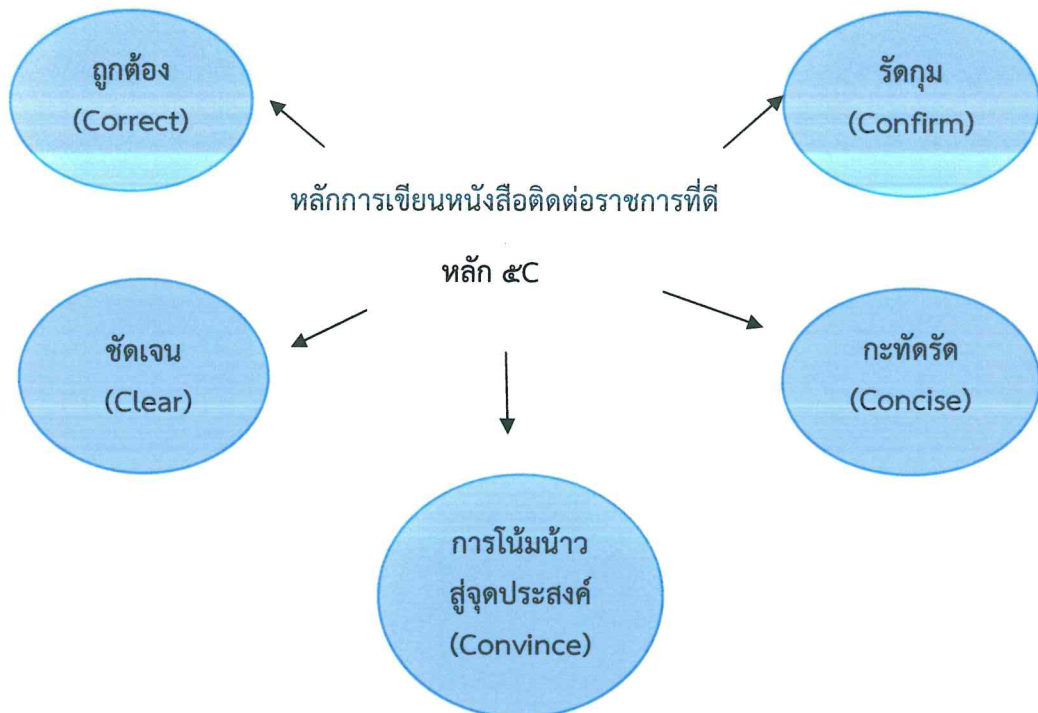 ถูกต้อง
(Correct)
รัดกุม
(Confirm)
หลักการเขียนหนังสือติดต่อราชการที่ดี
หลัก ๕C
ชัดเจน
(Clear)
กะทัดรัด
(Concise)
การโน้มน้าว
สู่จุดประสงค์
(Convince)